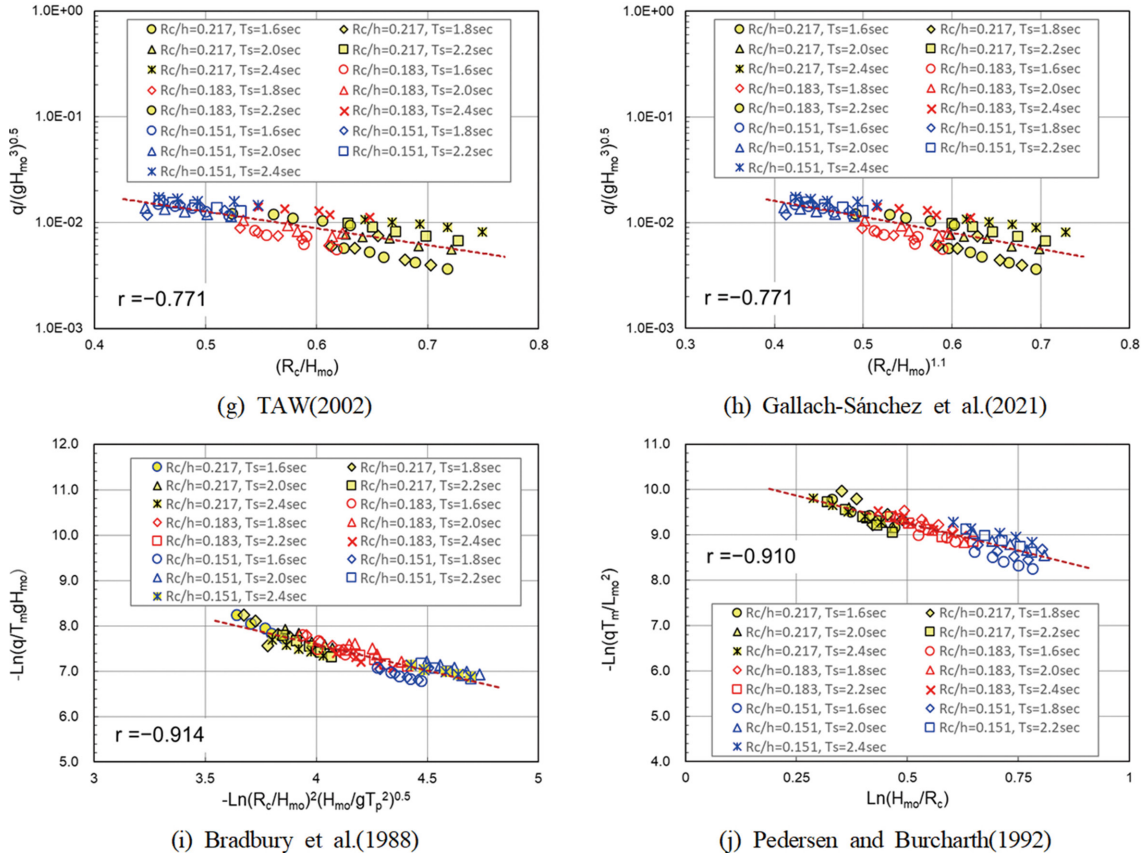 q/(gHmo³)^0.5
1.0E+00
1.0E-01
1.0E-02
1.0E-03
Rc/h=0.217, Ts=1.6sec
Rc/h=0.217, Ts=1.8sec
Rc/h=0.217, Ts=2.0sec
Rc/h=0.217, Ts=2.2sec
Rc/h=0.217, Ts=2.4sec
Rc/h=0.183, Ts=1.6sec
Rc/h=0.183, Ts=1.8sec
Rc/h=0.183, Ts=2.0sec
Rc/h=0.183, Ts=2.2sec
Rc/h=0.183, Ts=2.4sec
Rc/h=0.151, Ts=1.6sec
Rc/h=0.151, Ts=1.8sec
Rc/h=0.151, Ts=2.0sec
Rc/h=0.151, Ts=2.2sec
Rc/h=0.151, Ts=2.4sec
r =−0.771
0.4 0.5 0.6 0.7 0.8
(Rc/Hmo)
(g) TAW(2002)
q/(gHmo³)^0.5
1.0E+00
1.0E-01
1.0E-02
1.0E-03
Rc/h=0.217, Ts=1.6sec
Rc/h=0.217, Ts=1.8sec
Rc/h=0.217, Ts=2.0sec
Rc/h=0.217, Ts=2.2sec
Rc/h=0.217, Ts=2.4sec
Rc/h=0.183, Ts=1.6sec
Rc/h=0.183, Ts=1.8sec
Rc/h=0.183, Ts=2.0sec
Rc/h=0.183, Ts=2.2sec
Rc/h=0.183, Ts=2.4sec
Rc/h=0.151, Ts=1.6sec
Rc/h=0.151, Ts=1.8sec
Rc/h=0.151, Ts=2.0sec
Rc/h=0.151, Ts=2.2sec
Rc/h=0.151, Ts=2.4sec
r =−0.771
0.3 0.4 0.5 0.6 0.7 0.8
(Rc/Hmo)^1.1
(h) Gallach-Sánchez et al.(2021)
-Ln(q/TmgHmo)
12.0
11.0
10.0
9.0
8.0
7.0
6.0
5.0
Rc/h=0.217, Ts=1.6sec
Rc/h=0.217, Ts=1.8sec
Rc/h=0.217, Ts=2.0sec
Rc/h=0.217, Ts=2.2sec
Rc/h=0.217, Ts=2.4sec
Rc/h=0.183, Ts=1.6sec
Rc/h=0.183, Ts=1.8sec
Rc/h=0.183, Ts=2.0sec
Rc/h=0.183, Ts=2.2sec
Rc/h=0.183, Ts=2.4sec
Rc/h=0.151, Ts=1.6sec
Rc/h=0.151, Ts=1.8sec
Rc/h=0.151, Ts=2.0sec
Rc/h=0.151, Ts=2.2sec
Rc/h=0.151, Ts=2.4sec
r =−0.914
3 3.5 4 4.5 5
-Ln(Rc/Hmo)²(Hmo/gTp²)^0.5
(i) Bradbury et al.(1988)
-Ln(qTm/Lmo²)
11.0
10.0
9.0
8.0
7.0
6.0
5.0
4.0
r=−0.910
Rc/h=0.217, Ts=1.6sec
Rc/h=0.217, Ts=1.8sec
Rc/h=0.217, Ts=2.0sec
Rc/h=0.217, Ts=2.2sec
Rc/h=0.217, Ts=2.4sec
Rc/h=0.183, Ts=1.6sec
Rc/h=0.183, Ts=1.8sec
Rc/h=0.183, Ts=2.0sec
Rc/h=0.183, Ts=2.2sec
Rc/h=0.183, Ts=2.4sec
Rc/h=0.151, Ts=1.6sec
Rc/h=0.151, Ts=1.8sec
Rc/h=0.151, Ts=2.0sec
Rc/h=0.151, Ts=2.2sec
Rc/h=0.151, Ts=2.4sec
0 0.25 0.5 0.75 1
Ln(Hmo/Rc)
(j) Pedersen and Burcharth(1992)